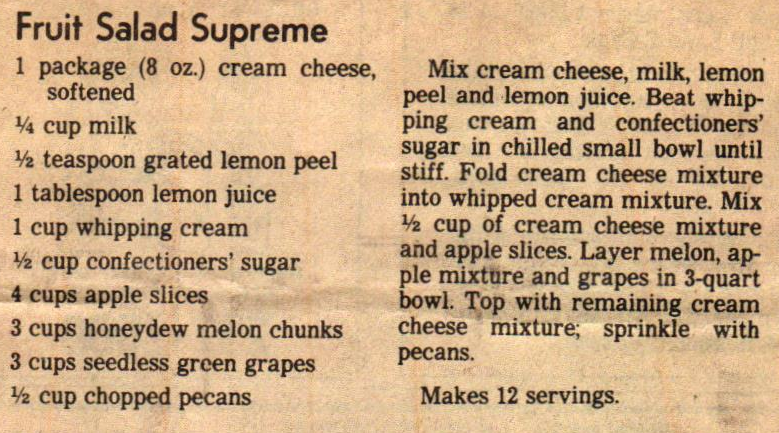 Fruit Salad Supreme
1 package (8 oz.) cream cheese,
softened
¼ cup milk
½ teaspoon grated lemon peel
1 tablespoon lemon juice
1 cup whipping cream
½ cup confectioners' sugar
4 cups apple slices
3 cups honeydew melon chunks
3 cups seedless green grapes
½ cup chopped pecans
Mix cream cheese, milk, lemon
peel and lemon juice. Beat whip-
ping cream and confectioners'
sugar in chilled small bowl until
stiff. Fold cream cheese mixture
into whipped cream mixture. Mix
½ cup of cream cheese mixture
and apple slices. Layer melon, ap-
ple mixture and grapes in 3-quart
bowl. Top with remaining cream
cheese mixture; sprinkle with
pecans.
Makes 12 servings.